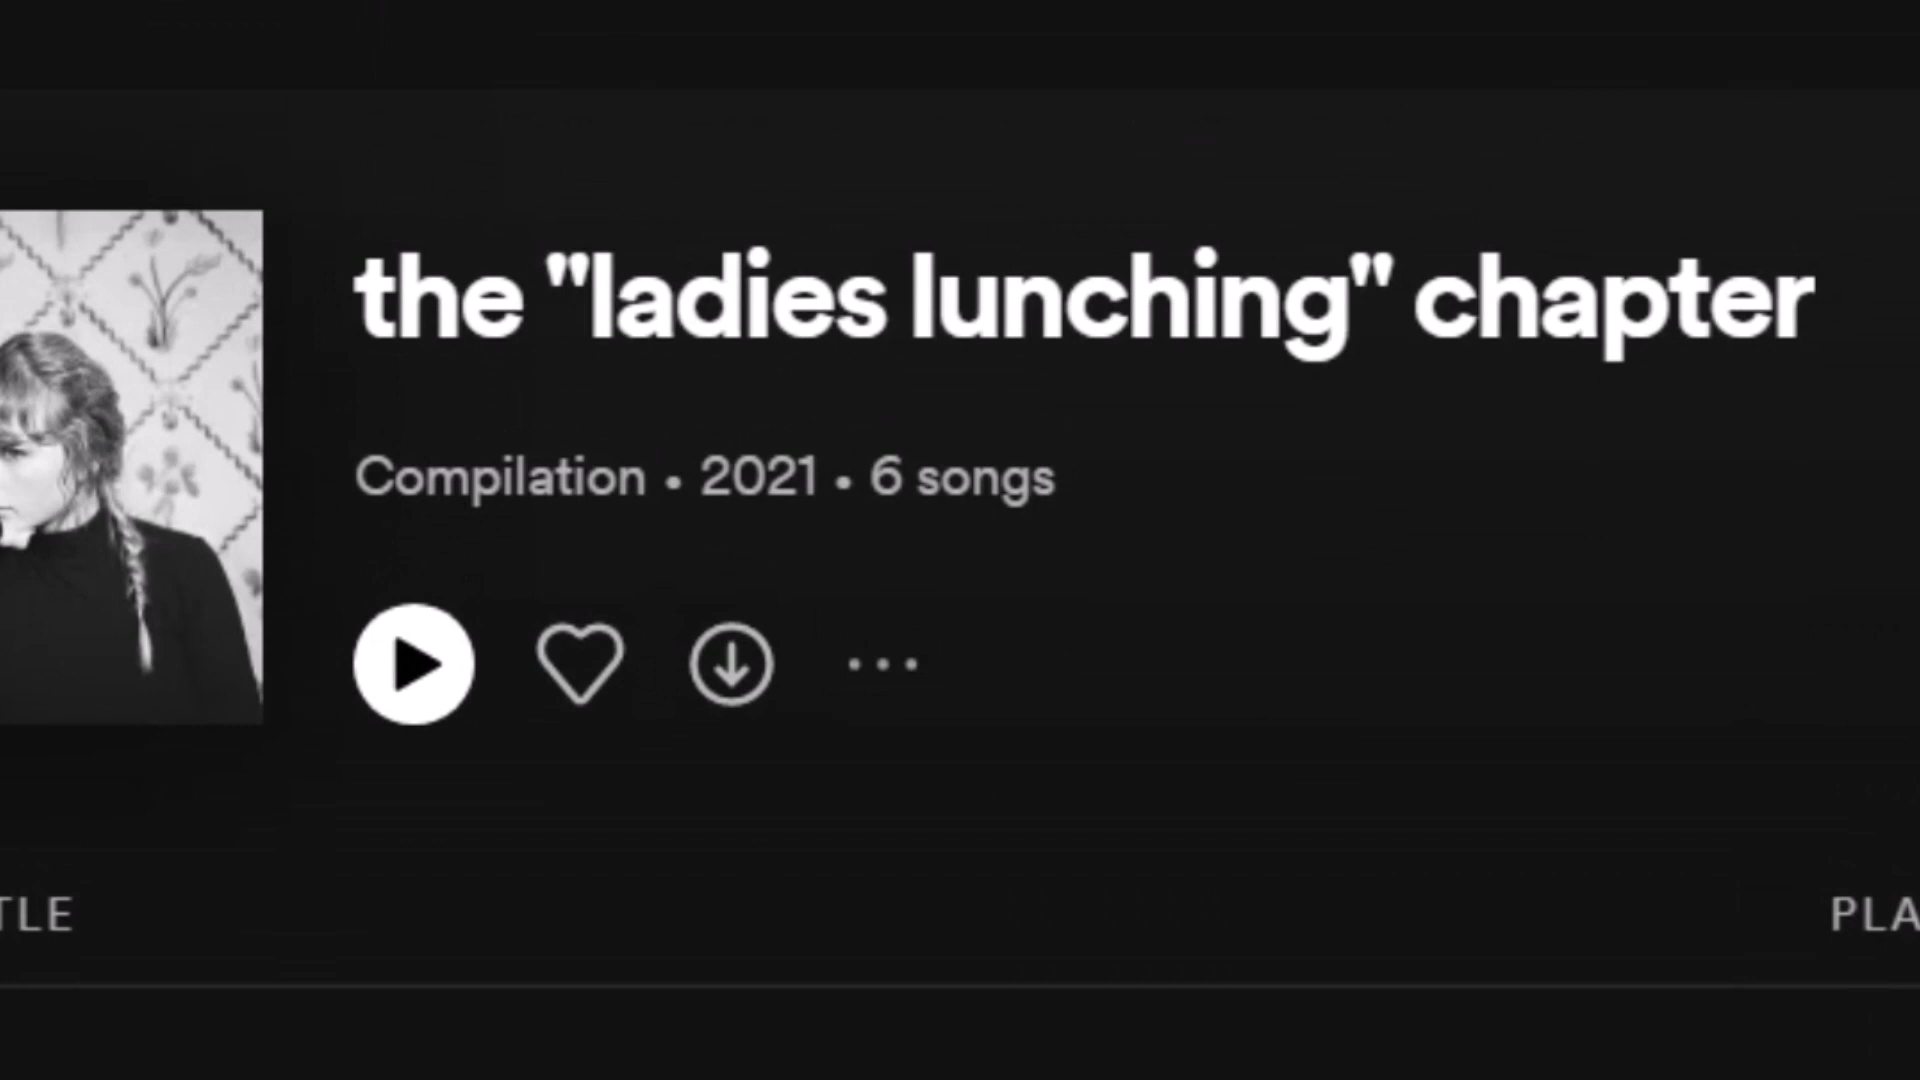 the "ladies lunching" chapter
Compilation • 2021 • 6 songs
TLE
PLA